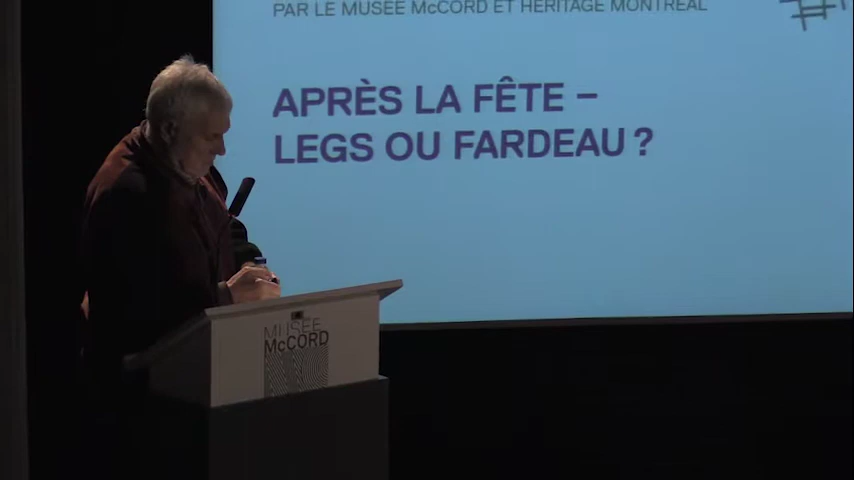 PAR LE MUSÉE McCORD ET HÉRITAGE MONTRÉAL
APRÈS LA FÊTE –
LEGS OU FARDEAU ?
MUSÉE
McCORD